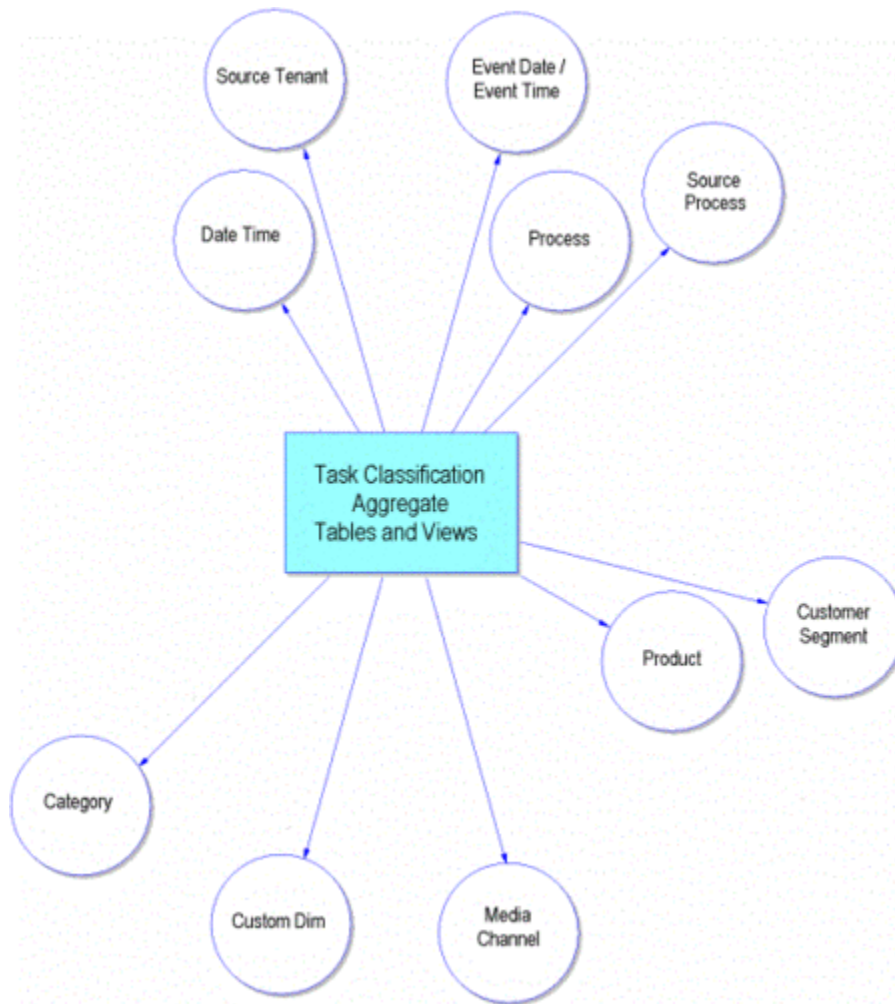 Source Tenant
Event Date /
Event Time
Source
Process
Date Time
Process
Task Classification
Aggregate
Tables and Views
Customer
Segment
Product
Category
Custom Dim
Media
Channel